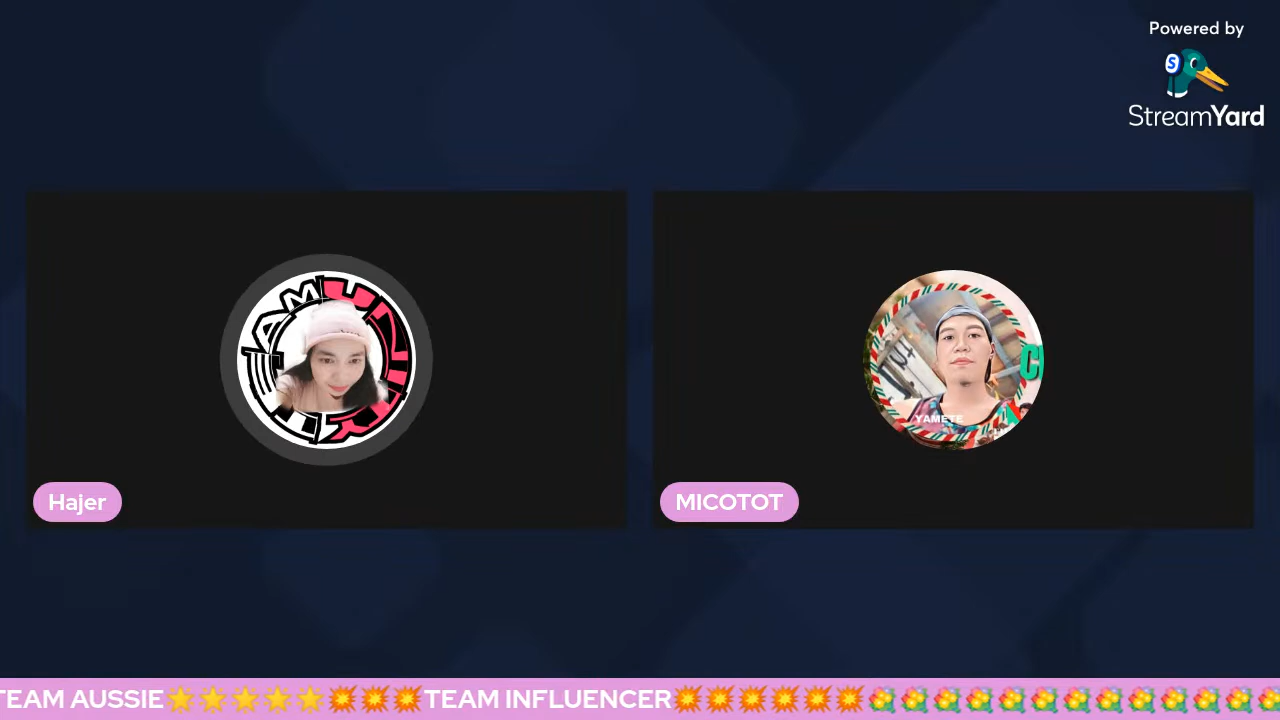 Powered by
S
StreamYard
YAMETE
Hajer
MICOTOT
TEAM AUSSIE⭐⭐⭐⭐⭐💥💥💥TEAM INFLUENCER💥💥💥💥💥💥💐💐💐💐💐💐💐💐💐💐💐💐💐